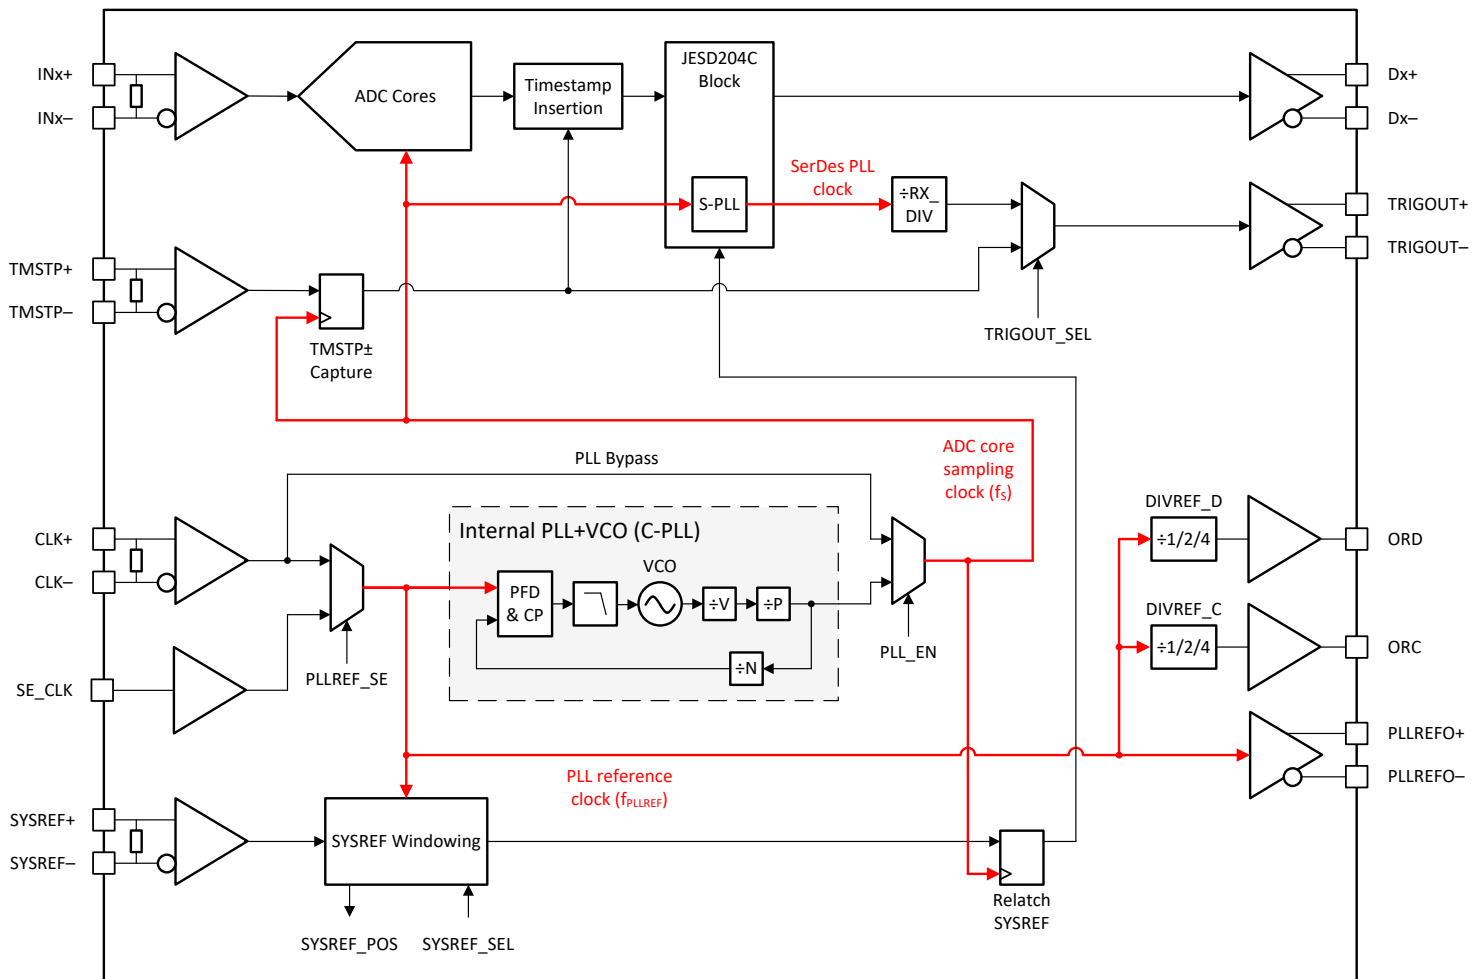 INx+
INx–
ADC Cores
Timestamp
Insertion
JESD204C
Block
Dx+
Dx–
SerDes PLL
clock
S-PLL
÷RX_
DIV
TRIGOUT+
TRIGOUT–
TMSTP+
TMSTP–
TMSTP±
Capture
TRIGOUT_SEL
ADC core
sampling
clock (fS)
PLL Bypass
DIVREF_D
÷1/2/4
ORD
CLK+
CLK–
Internal PLL+VCO (C-PLL)
VCO
PFD
& CP
÷V
÷P
÷N
PLL_EN
DIVREF_C
÷1/2/4
ORC
SE_CLK
PLLREF_SE
PLLREFO+
PLLREFO–
PLL reference
clock (fPLLREF)
SYSREF+
SYSREF–
SYSREF Windowing
Relatch
SYSREF
SYSREF_POS
SYSREF_SEL